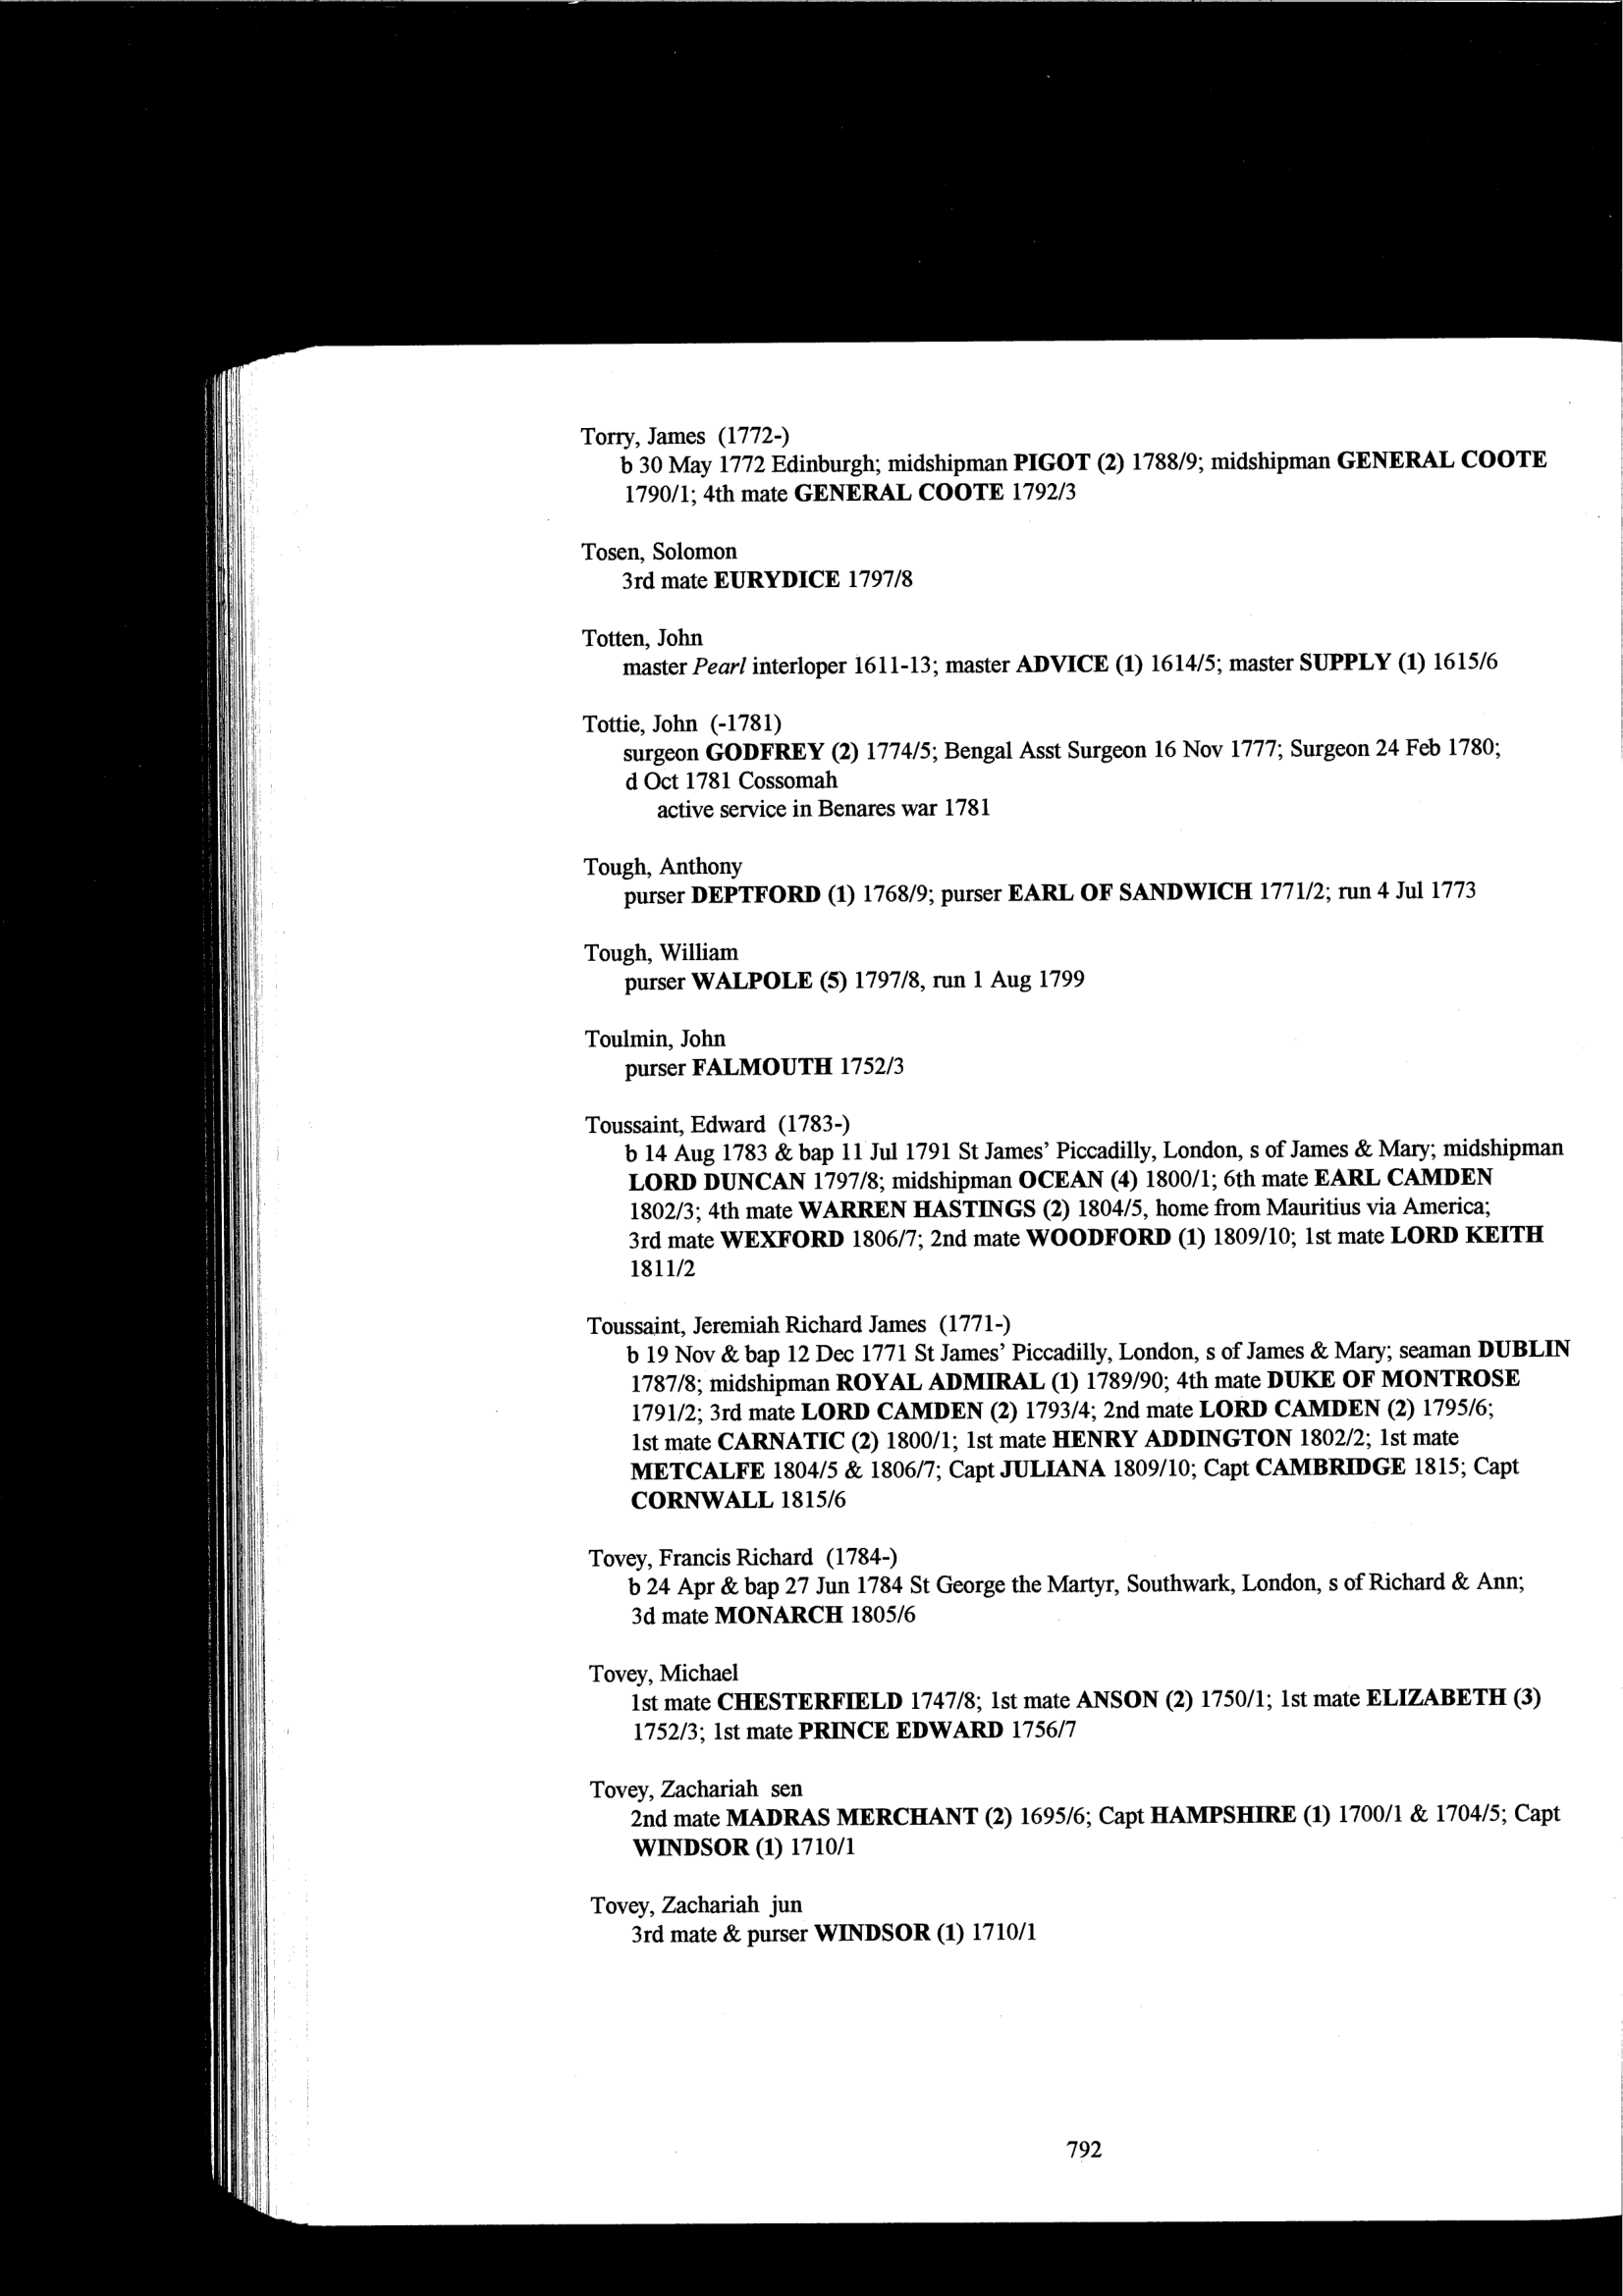 Torry, James (1772-)
b 30 May 1772 Edinburgh; midshipman PIGOT (2) 1788/9; midshipman GENERAL COOTE
1790/1; 4th mate GENERAL COOTE 1792/3
Tosen, Solomon
3rd mate EURYDICE 1797/8
Totten, John
master Pearl interloper 1611-13; master ADVICE (1) 1614/5; master SUPPLY (1) 1615/6
Tottie, John (-1781)
surgeon GODFREY (2) 1774/5; Bengal Asst Surgeon 16 Nov 1777; Surgeon 24 Feb 1780;
d Oct 1781 Cossomah
active service in Benares war 1781
Tough, Anthony
purser DEPTFORD (1) 1768/9; purser EARL OF SANDWICH 1771/2; run 4 Jul 1773
Tough, William
purser WALPOLE (5) 1797/8, run 1 Aug 1799
Toulmin, John
purser FALMOUTH 1752/3
Toussaint, Edward (1783-)
b 14 Aug 1783 & bap 11 Jul 1791 St James' Piccadilly, London, s of James & Mary; midshipman
LORD DUNCAN 1797/8; midshipman OCEAN (4) 1800/1; 6th mate EARL CAMDEN
1802/3; 4th mate WARREN HASTINGS (2) 1804/5, home from Mauritius via America;
3rd mate WEXFORD 1806/7; 2nd mate WOODFORD (1) 1809/10; 1st mate LORD KEITH
1811/2
Toussaint, Jeremiah Richard James (1771-)
b 19 Nov & bap 12 Dec 1771 St James' Piccadilly, London, s of James & Mary; seaman DUBLIN
1787/8; midshipman ROYAL ADMIRAL (1) 1789/90; 4th mate DUKE OF MONTROSE
1791/2; 3rd mate LORD CAMDEN (2) 1793/4; 2nd mate LORD CAMDEN (2) 1795/6;
1st mate CARNATIC (2) 1800/1; 1st mate HENRY ADDINGTON 1802/2; 1st mate
METCALFE 1804/5 & 1806/7; Capt JULIANA 1809/10; Capt CAMBRIDGE 1815; Capt
CORNWALL 1815/6
Tovey, Francis Richard (1784-)
b 24 Apr & bap 27 Jun 1784 St George the Martyr, Southwark, London, s of Richard & Ann;
3d mate MONARCH 1805/6
Tovey, Michael
1st mate CHESTERFIELD 1747/8; 1st mate ANSON (2) 1750/1; 1st mate ELIZABETH (3)
1752/3; 1st mate PRINCE EDWARD 1756/7
Tovey, Zachariah sen
2nd mate MADRAS MERCHANT (2) 1695/6; Capt HAMPSHIRE (1) 1700/1 & 1704/5; Capt
WINDSOR (1) 1710/1
Tovey, Zachariah jun
3rd mate & purser WINDSOR (1) 1710/1
792